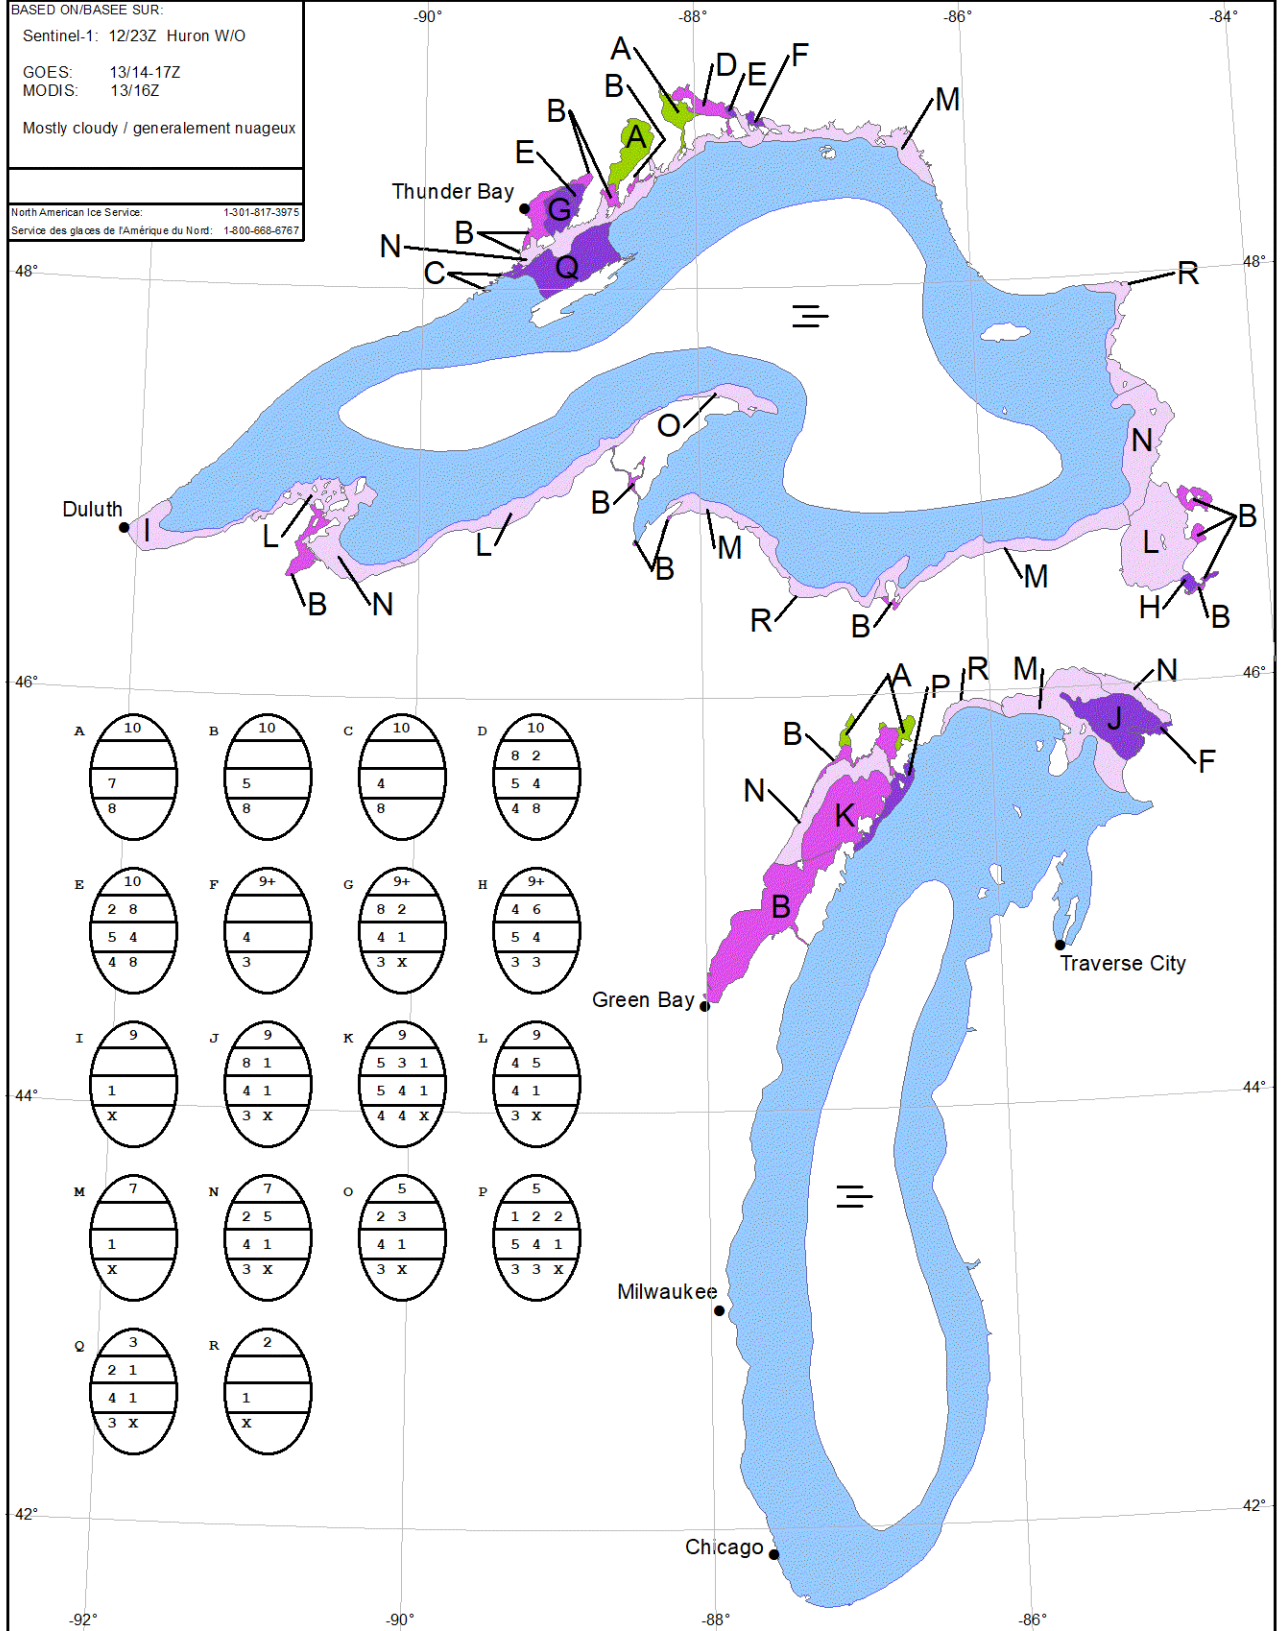 BASED ON/BASEE SUR:
Sentinel-1: 12/23Z Huron W/O
GOES: 13/14-17Z
MODIS: 13/16Z
Mostly cloudy / generalement nuageux
North American Ice Service: 1-301-817-3975
Service des glaces de l'Amérique du Nord: 1-800-668-6767
-90° -88° -86° -84°
A D E F
B
B M
A
E
Thunder Bay G
B
N
C Q
48° 48°
R
O N
B B
Duluth I
L L M L
B N B M H B
R B
46° 46°
A P R M N
B J
F
N K
B
Traverse City
Green Bay
44° 44°
Milwaukee
42° 42°
Chicago
-92° -90° -88° -86°
A 10 B 10 C 10 D 10
8 2
7 5 4 5 4
8 8 8 4 8
E 10 F 9+ G 9+ H 9+
2 8 8 2 4 6
5 4 4 4 1 5 4
4 8 3 3 X 3 3
I 9 J 9 K 9 L 9
8 1 5 3 1 4 5
1 4 1 5 4 1 4 1
X 3 X 4 4 X 3 X
M 7 N 7 O 5 P 5
2 5 2 3 1 2 2
1 4 1 4 1 5 4 1
X 3 X 3 X 3 3 X
Q 3 R 2
2 1
4 1 1
3 X X